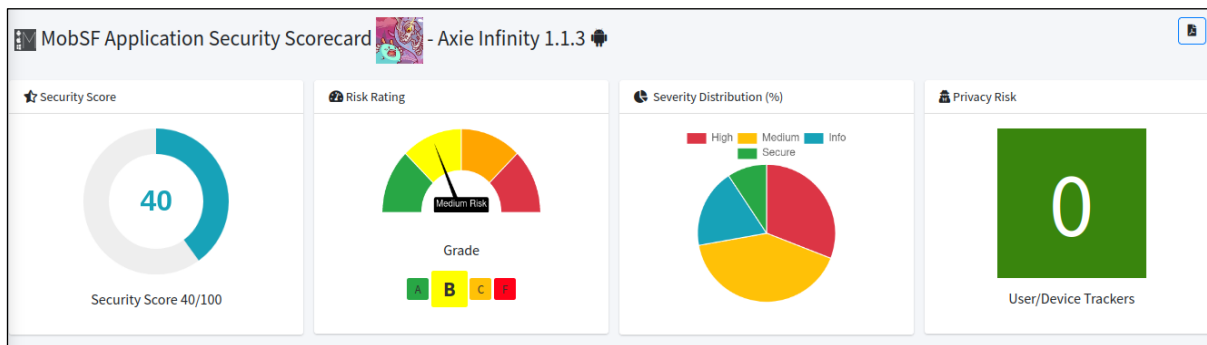 MobSF Application Security Scorecard - Axie Infinity 1.1.3
Security Score
40
Security Score 40/100
Risk Rating
Medium Risk
Grade
A B C F
Severity Distribution (%)
High Medium Info
Secure
Privacy Risk
0
User/Device Trackers